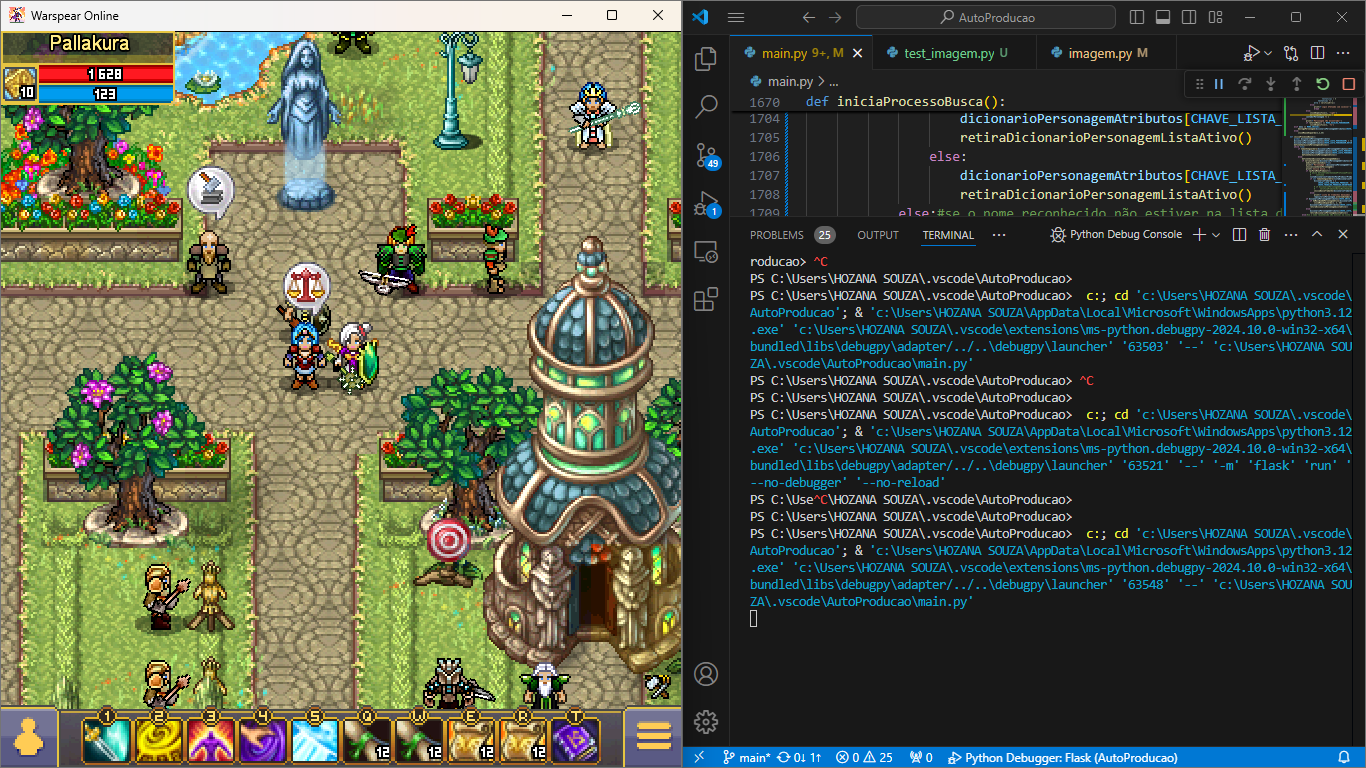 Warspear Online
Pallakura
1 628
10
123
1
2
3
4
5
Q
W
E
R
T
12
12
12
12
AutoProducao
main.py 9+, M
test_imagem.py U
imagem.py M
main.py > ...
1670 def iniciaProcessoBusca():
1704 dicionarioPersonagemAtributos[CHAVE_LISTA_
1705 retiraDicionarioPersonagemListaAtivo()
1706 else:
1707 dicionarioPersonagemAtributos[CHAVE_LISTA_
1708 retiraDicionarioPersonagemListaAtivo()
1709 else:#se o nome reconhecido não estiver na lista d
49
1
PROBLEMS 25 OUTPUT TERMINAL ... Python Debug Console
roducao> ^C
PS C:\Users\HOZANA SOUZA\.vscode\AutoProducao>
PS C:\Users\HOZANA SOUZA\.vscode\AutoProducao> c:; cd 'c:\Users\HOZANA SOUZA\.vscode\
AutoProducao'; & 'c:\Users\HOZANA SOUZA\AppData\Local\Microsoft\WindowsApps\python3.12
.exe' 'c:\Users\HOZANA SOUZA\.vscode\extensions\ms-python.debugpy-2024.10.0-win32-x64\
bundled\libs\debugpy\adapter/../..\debugpy\launcher' '63503' '--' 'c:\Users\HOZANA SOU
ZA\.vscode\AutoProducao\main.py'
PS C:\Users\HOZANA SOUZA\.vscode\AutoProducao> ^C
PS C:\Users\HOZANA SOUZA\.vscode\AutoProducao>
PS C:\Users\HOZANA SOUZA\.vscode\AutoProducao> c:; cd 'c:\Users\HOZANA SOUZA\.vscode\
AutoProducao'; & 'c:\Users\HOZANA SOUZA\AppData\Local\Microsoft\WindowsApps\python3.12
.exe' 'c:\Users\HOZANA SOUZA\.vscode\extensions\ms-python.debugpy-2024.10.0-win32-x64\
bundled\libs\debugpy\adapter/../..\debugpy\launcher' '63521' '--' '-m' 'flask' 'run' '
--no-debugger' '--no-reload'
PS C:\Use^C\HOZANA SOUZA\.vscode\AutoProducao>
PS C:\Users\HOZANA SOUZA\.vscode\AutoProducao>
PS C:\Users\HOZANA SOUZA\.vscode\AutoProducao> c:; cd 'c:\Users\HOZANA SOUZA\.vscode\
AutoProducao'; & 'c:\Users\HOZANA SOUZA\AppData\Local\Microsoft\WindowsApps\python3.12
.exe' 'c:\Users\HOZANA SOUZA\.vscode\extensions\ms-python.debugpy-2024.10.0-win32-x64\
bundled\libs\debugpy\adapter/../..\debugpy\launcher' '63548' '--' 'c:\Users\HOZANA SOU
ZA\.vscode\AutoProducao\main.py'
main* 0↓ 1↑ 0 25 0 Python Debugger: Flask (AutoProducao)